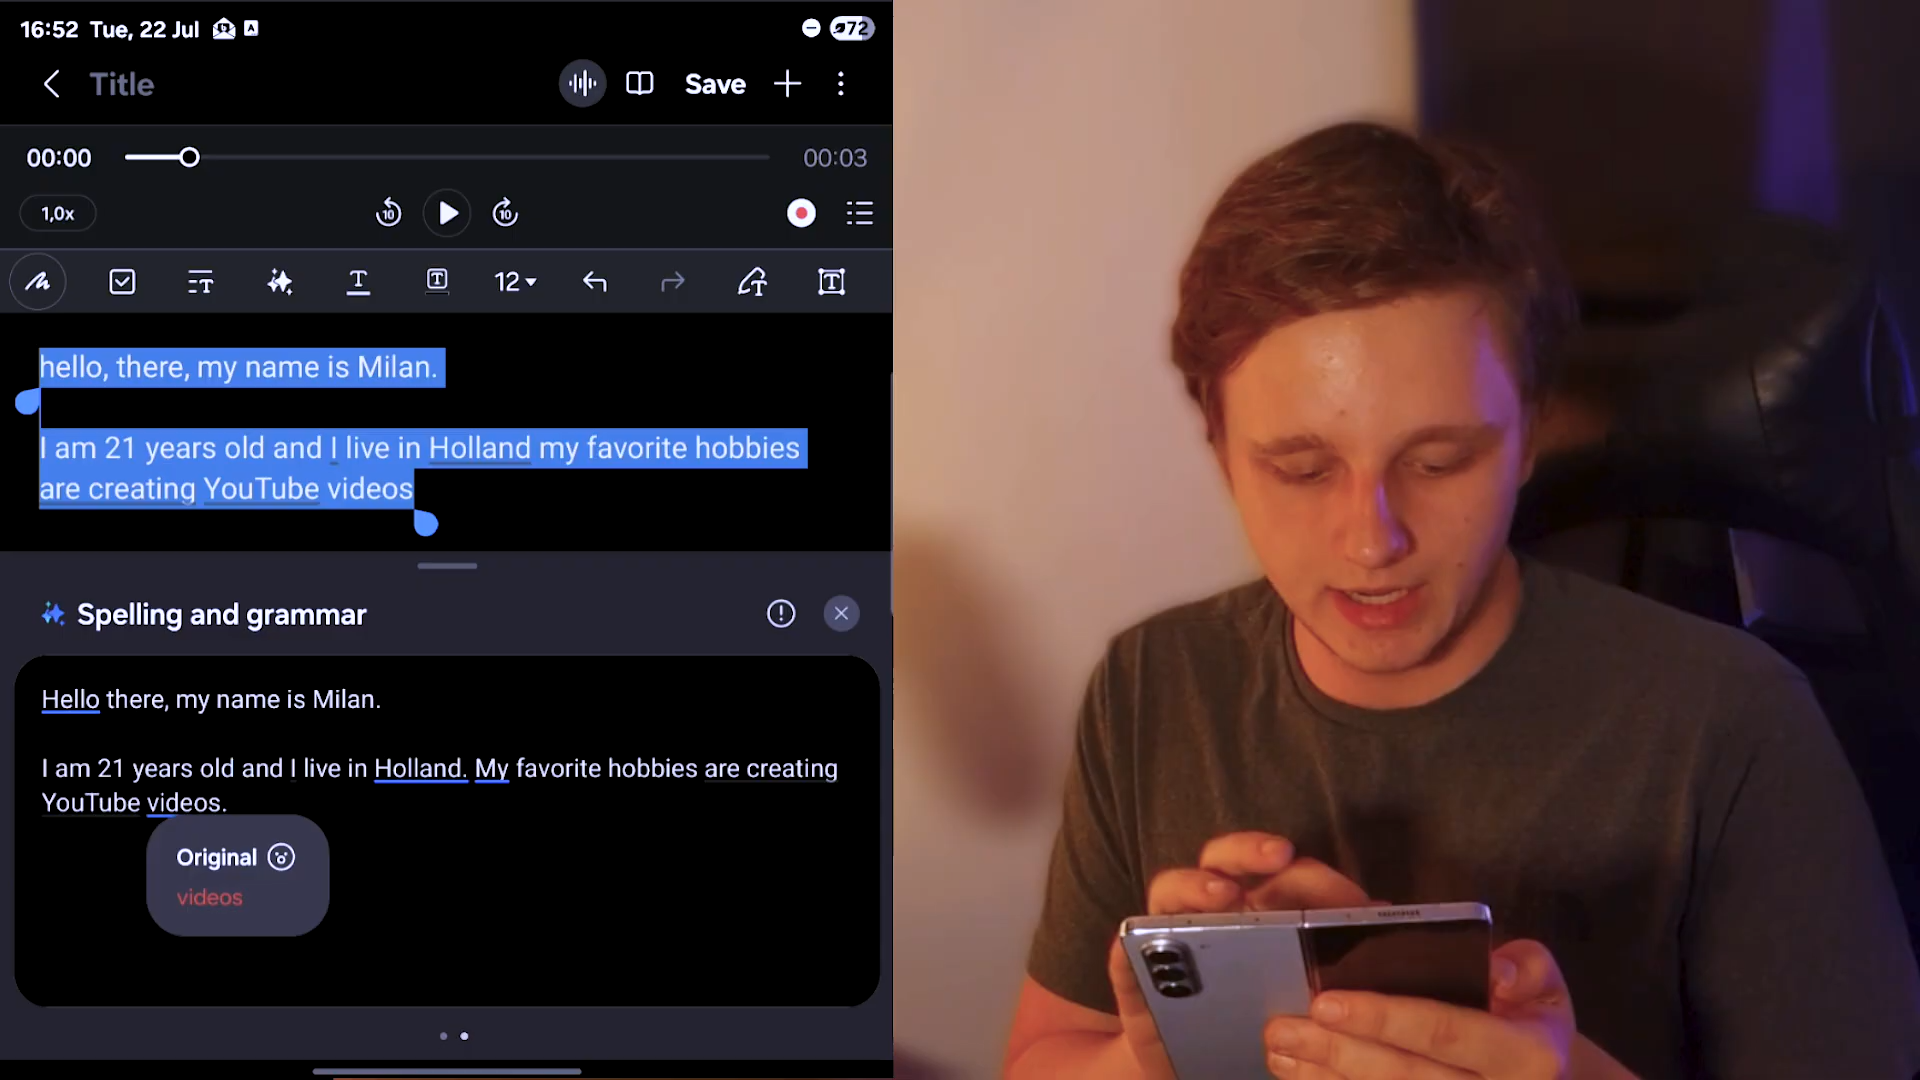 16:52 Tue, 22 Jul A 72
Title Save
00:00 00:03
1,0x 10 10
T T 12 T T
hello, there, my name is Milan.
I am 21 years old and I live in Holland my favorite hobbies
are creating YouTube videos
Spelling and grammar
Hello there, my name is Milan.
I am 21 years old and I live in Holland. My favorite hobbies are creating
YouTube videos.
Original
videos